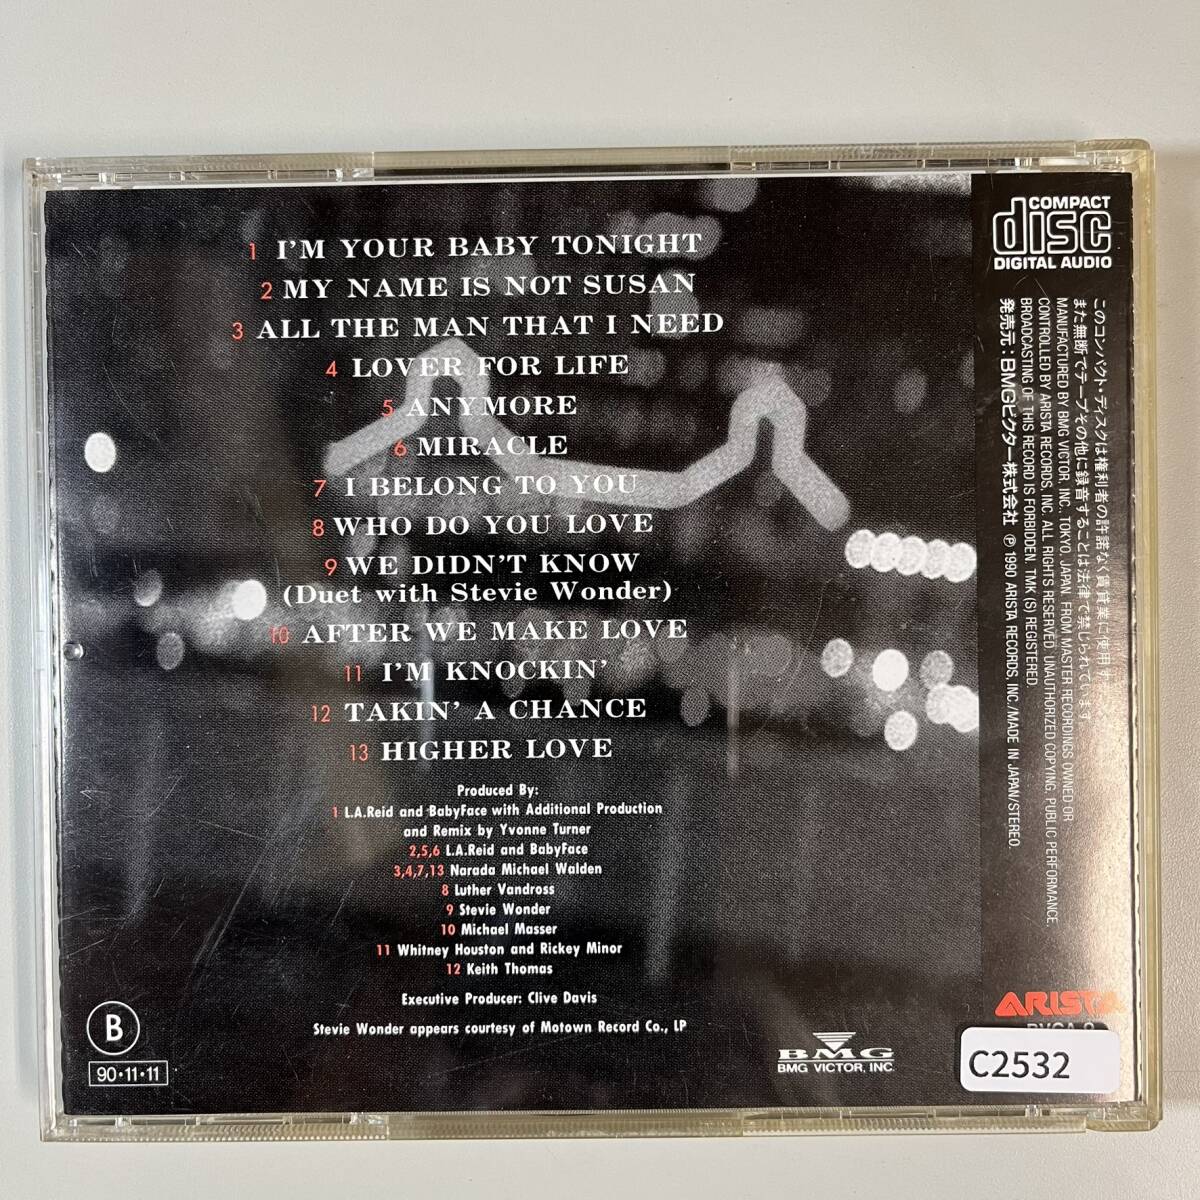 1 I'M YOUR BABY TONIGHT
2 MY NAME IS NOT SUSAN
3 ALL THE MAN THAT I NEED
4 LOVER FOR LIFE
5 ANYMORE
6 MIRACLE
7 I BELONG TO YOU
8 WHO DO YOU LOVE
9 WE DIDN'T KNOW
(Duet with Stevie Wonder)
10 AFTER WE MAKE LOVE
11 I'M KNOCKIN'
12 TAKIN' A CHANCE
13 HIGHER LOVE
Produced By:
1 L.A.Reid and BabyFace with Additional Production
and Remix by Yvonne Turner
2,5,6 L.A.Reid and BabyFace
3,4,7,13 Narada Michael Walden
8 Luther Vandross
9 Stevie Wonder
10 Michael Masser
11 Whitney Houston and Rickey Minor
12 Keith Thomas
Executive Producer: Clive Davis
Stevie Wonder appears courtesy of Motown Record Co., LP
B
90·11·11
BMG
BMG VICTOR, INC.
COMPACT
disc
DIGITAL AUDIO
このコンパクト・ディスクは権利者の許諾なく賃貸業に使用す
また無断でテープその他に録音することは法律で禁じられています
MANUFACTURED BY BMG VICTOR, INC., TOKYO, JAPAN. FROM MASTER RECORDINGS OWNED OR
CONTROLLED BY ARISTA RECORDS, INC. ALL RIGHTS RESERVED. UNAUTHORIZED COPYING, PUBLIC PERFORMANCE,
BROADCASTING OF THIS RECORD IS FORBIDDEN. TMK (S) REGISTERED.
発売元:BMGビクター株式会社 ℗ 1990 ARISTA RECORDS, INC./MADE IN JAPAN/STEREO.
ARISTA
C2532